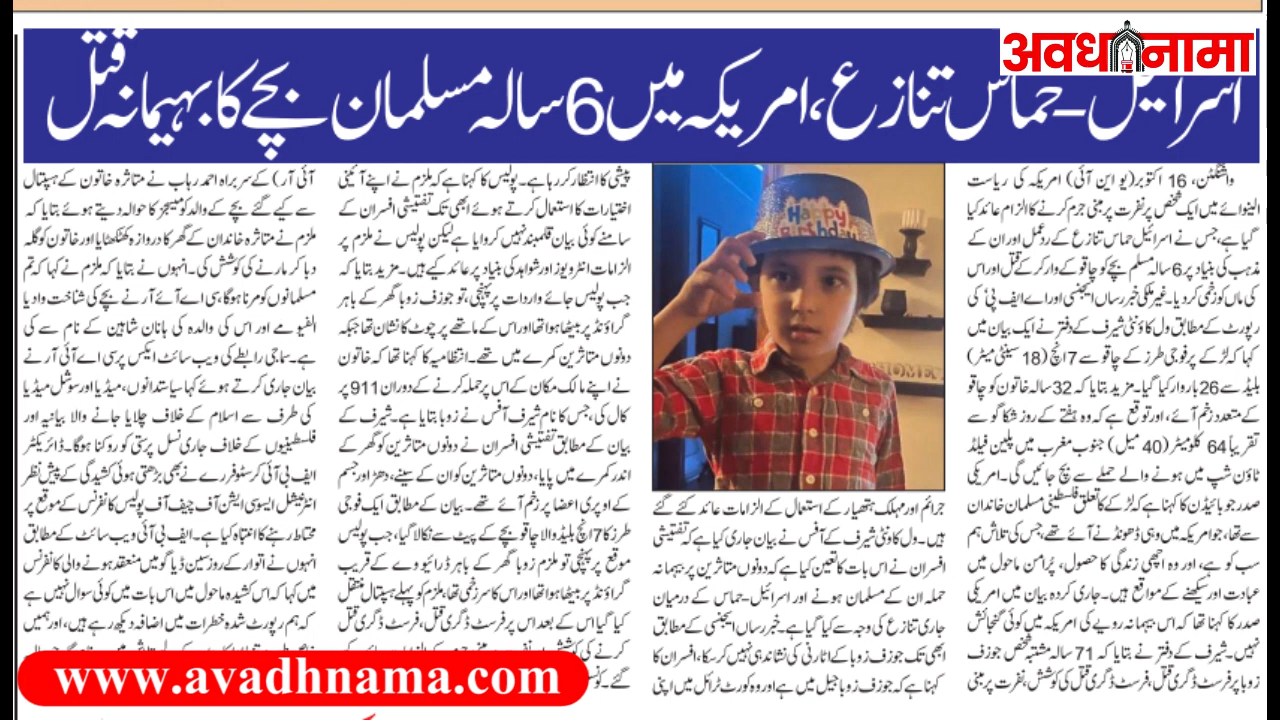 अवधनामा
اسرائیل-حماس تنازع، امریکہ میں 6 سالہ مسلمان بچے کا بہیمانہ قتل
واشنگٹن، 16 اکتوبر (یو این آئی) امریکہ کی ریاست
الینوائے میں ایک شخص پر نفرت پر مبنی جرم کرنے کا الزام عائد کیا
گیا ہے، جس نے اسرائیل حماس تنازع کے ردعمل اور ان کے
مذہب کی بنیاد پر 6 سالہ مسلم بچے کو چاقو کے وار کر کے قتل اور اس
کی ماں کو زخمی کر دیا۔ غیر ملکی خبر رساں ایجنسی اور اے ایف پی' کی
رپورٹ کے مطابق ول کاؤنٹی شیرف کے دفتر نے ایک بیان میں
کہا کہ لڑکے پر فوجی طرز کے چاقو سے 7 انچ (18 سینٹی میٹر)
بلیڈ سے 26 بار وار کیا گیا۔ مزید بتایا کہ 32 سالہ خاتون کو چاقو
کے متعدد زخم آئے، اور توقع ہے کہ وہ ہفتے کے روز شکاگو سے
تقریباً 64 کلومیٹر (40 میل) جنوب مغرب میں پلین فیلڈ
ٹاؤن شپ میں ہونے والے حملے سے بچ جائیں گی۔ امریکی
صدر جو بائیڈن کا کہنا ہے کہ لڑکے کا تعلق فلسطینی مسلمان خاندان
سے تھا، جو امریکہ میں وہی ڈھونڈنے آئے تھے، جس کی تلاش ہم
سب کو ہے، اور وہ اچھی زندگی کا حصول، پُرامن ماحول میں
عبادت اور سیکھنے کے مواقع ہیں۔ جاری کردہ بیان میں امریکی
صدر کا کہنا تھا کہ اس بہیمانہ رویے کی امریکہ میں کوئی گنجائش
نہیں۔ شیرف کے دفتر نے بتایا کہ 71 سالہ مشتبہ شخص جوزف
زوبا پر فرسٹ ڈگری قتل، فرسٹ ڈگری قتل کی کوشش، نفرت پر مبنی
Happy
Birthday
HOME
جرائم اور مہلک ہتھیار کے استعمال کے الزامات عائد کئے گئے
ہیں۔ ول کاونٹی شیرف کے آفس نے بیان جاری کیا ہے کہ تفتیشی
افسران نے اس بات کا تعین کیا ہے کہ دونوں متاثرین پر بہیمانہ
حملہ ان کے مسلمان ہونے اور اسرائیل-حماس کے درمیان
جاری تنازع کی وجہ سے کیا گیا ہے۔ خبر رساں ایجنسی کے مطابق
ابھی تک جوزف زوبا کے اٹارنی کی نشاندہی نہیں کر سکا، افسران کا
کہنا ہے کہ جوزف زوبا جیل میں ہے اور وہ کورٹ ٹرائل میں اپنی
پیشی کا انتظار کر رہا ہے۔ پولیس کا کہنا ہے کہ ملزم نے اپنے آئینی
اختیارات کا استعمال کرتے ہوئے ابھی تک تفتیشی افسران کے
سامنے کوئی بیان قلمبند نہیں کروایا ہے لیکن پولیس نے ملزم پر
الزامات انٹرویوز اور شواہد کی بنیاد پر عائد کیے ہیں۔ مزید بتایا کہ
جب پولیس جائے واردات پر پہنچی، تو جوزف زوبا گھر کے باہر
گراؤنڈ پر بیٹھا ہوا تھا اور اس کے ماتھے پر چوٹ کا نشان تھا جبکہ
دونوں متاثرین کمرے میں تھے۔ انتظامیہ کا کہنا تھا کہ خاتون
نے اپنے مالک مکان کے اس پر حملہ کرنے کے دوران 911 پر
کال کی، جس کا نام شیرف آفس نے زوبا بتایا ہے۔ شیرف کے
بیان کے مطابق تفتیشی افسران نے دونوں متاثرین کو گھر کے
اندر کمرے میں پایا، دونوں متاثرین کو ان کے سینے، دھڑ اور جسم
کے اوپری اعضا پر زخم آئے تھے۔ بیان کے مطابق ایک فوجی
طرز کا 7 انچ بلیڈ والا چاقو بچے کے پیٹ سے نکالا گیا، جب پولیس
موقع پر پہنچی تو ملزم زوبا گھر کے باہر ڈرائیو وے کے قریب
گراؤنڈ پر بیٹھا ہوا تھا اور اس کا سر زخمی تھا، ملزم کو پہلے ہسپتال منتقل
کیا گیا اس کے بعد اس پر فرسٹ ڈگری قتل، فرسٹ ڈگری قتل
آئی آر) کے سربراہ احمد رہاب نے متاثرہ خاتون کے ہسپتال
سے کیے گئے بچے کے والد کو میسجز کا حوالہ دیتے ہوئے بتایا کہ
ملزم نے متاثرہ خاندان کے گھر کا دروازہ کھٹکھٹایا اور خاتون کو گلہ
دبا کر مارنے کی کوشش کی۔ انہوں نے بتایا کہ ملزم نے کہا کہ تم
مسلمانوں کو مرنا ہوگا، سی اے آئی آر نے بچے کی شناخت وادیا
الفیومے اور اس کی والدہ کی ہانان شاہین کے نام سے کی
ہے۔ سماجی رابطے کی ویب سائٹ ایکس پر سی اے آئی آر نے
بیان جاری کرتے ہوئے کہا سیاستدانوں، میڈیا اور سوشل میڈیا
کی طرف سے اسلام کے خلاف چلایا جانے والا بیانیہ اور
فلسطینیوں کے خلاف جاری نسل پرستی کو روکنا ہوگا۔ ڈائریکٹر
ایف بی آئی کرسٹوفر رے نے بھی بڑھتی ہوئی کشیدگی کے پیش نظر
انٹرنیشنل ایسوسی ایشن آف چیف آف پولیس کانفرنس کے موقع پر
محتاط رہنے کا انتباہ کیا ہے۔ ایف بی آئی ویب سائٹ کے مطابق
انہوں نے اتوار کے روز سین ڈیاگو میں منعقد ہونے والی کانفرنس
میں کہا کہ اس کشیدہ ماحول میں اس بات میں کوئی سوال نہیں ہے
کہ ہم رپورٹ شدہ خطرات میں اضافہ دیکھ رہے ہیں، اور ہمیں
www.avadhnama.com